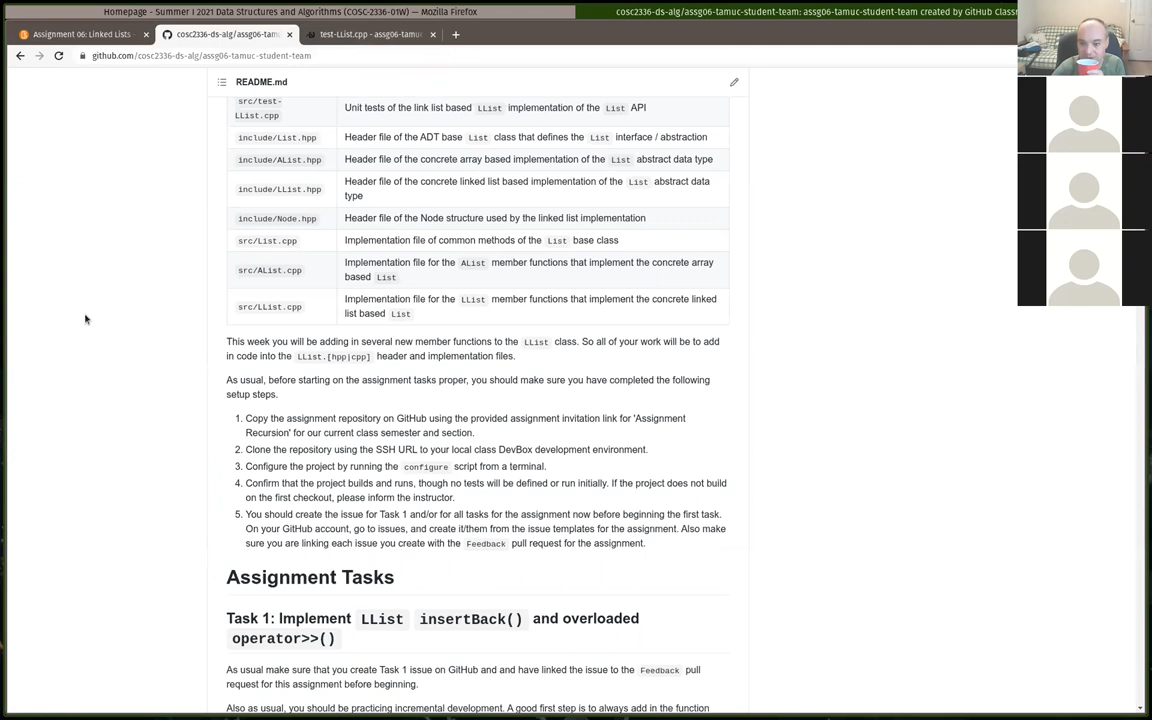 Homepage - Summer I 2021 Data Structures and Algorithms (COSC-2336-01W) — Mozilla Firefox
cosc2336-ds-alg/assg06-tamuc-student-team: assg06-tamuc-student-team created by GitHub Classr
Assignment 06: Linked Lists
cosc2336-ds-alg/assg06-tamu
test-LList.cpp - assg06-tamuc
github.com/cosc2336-ds-alg/assg06-tamuc-student-team
README.md
src/test-
LList.cpp
Unit tests of the link list based LList implementation of the List API
include/List.hpp
Header file of the ADT base List class that defines the List interface / abstraction
include/AList.hpp
Header file of the concrete array based implementation of the List abstract data type
include/LList.hpp
Header file of the concrete linked list based implementation of the List abstract data
type
include/Node.hpp
Header file of the Node structure used by the linked list implementation
src/List.cpp
Implementation file of common methods of the List base class
src/AList.cpp
Implementation file for the AList member functions that implement the concrete array
based List
src/LList.cpp
Implementation file for the LList member functions that implement the concrete linked
list based List
This week you will be adding in several new member functions to the LList class. So all of your work will be to add
in code into the LList.[hpp|cpp] header and implementation files.
As usual, before starting on the assignment tasks proper, you should make sure you have completed the following
setup steps.
1. Copy the assignment repository on GitHub using the provided assignment invitation link for 'Assignment
Recursion' for our current class semester and section.
2. Clone the repository using the SSH URL to your local class DevBox development environment.
3. Configure the project by running the configure script from a terminal.
4. Confirm that the project builds and runs, though no tests will be defined or run initially. If the project does not build
on the first checkout, please inform the instructor.
5. You should create the issue for Task 1 and/or for all tasks for the assignment now before beginning the first task.
On your GitHub account, go to issues, and create it/them from the issue templates for the assignment. Also make
sure you are linking each issue you create with the Feedback pull request for the assignment.
Assignment Tasks
Task 1: Implement LList insertBack() and overloaded
operator>>()
As usual make sure that you create Task 1 issue on GitHub and and have linked the issue to the Feedback pull
request for this assignment before beginning.
Also as usual, you should be practicing incremental development. A good first step is to always add in the function